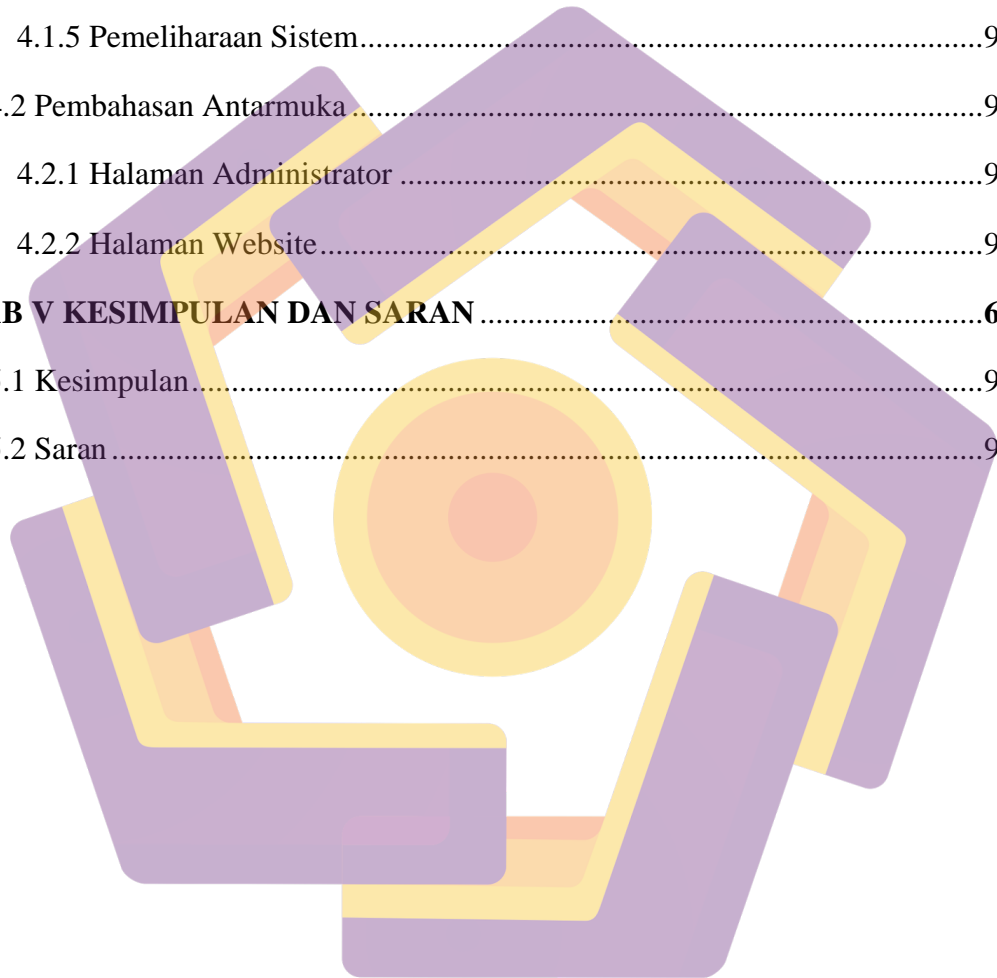 4.1.5 Pemeliharaan Sistem....................................................................................9
.2 Pembahasan Antarmuka.....................................................................................9
4.2.1 Halaman Administrator...............................................................................9
4.2.2 Halaman Website.........................................................................................9
B V KESIMPULAN DAN SARAN..................................................................6
.1 Kesimpulan.........................................................................................................9
.2 Saran...................................................................................................................9